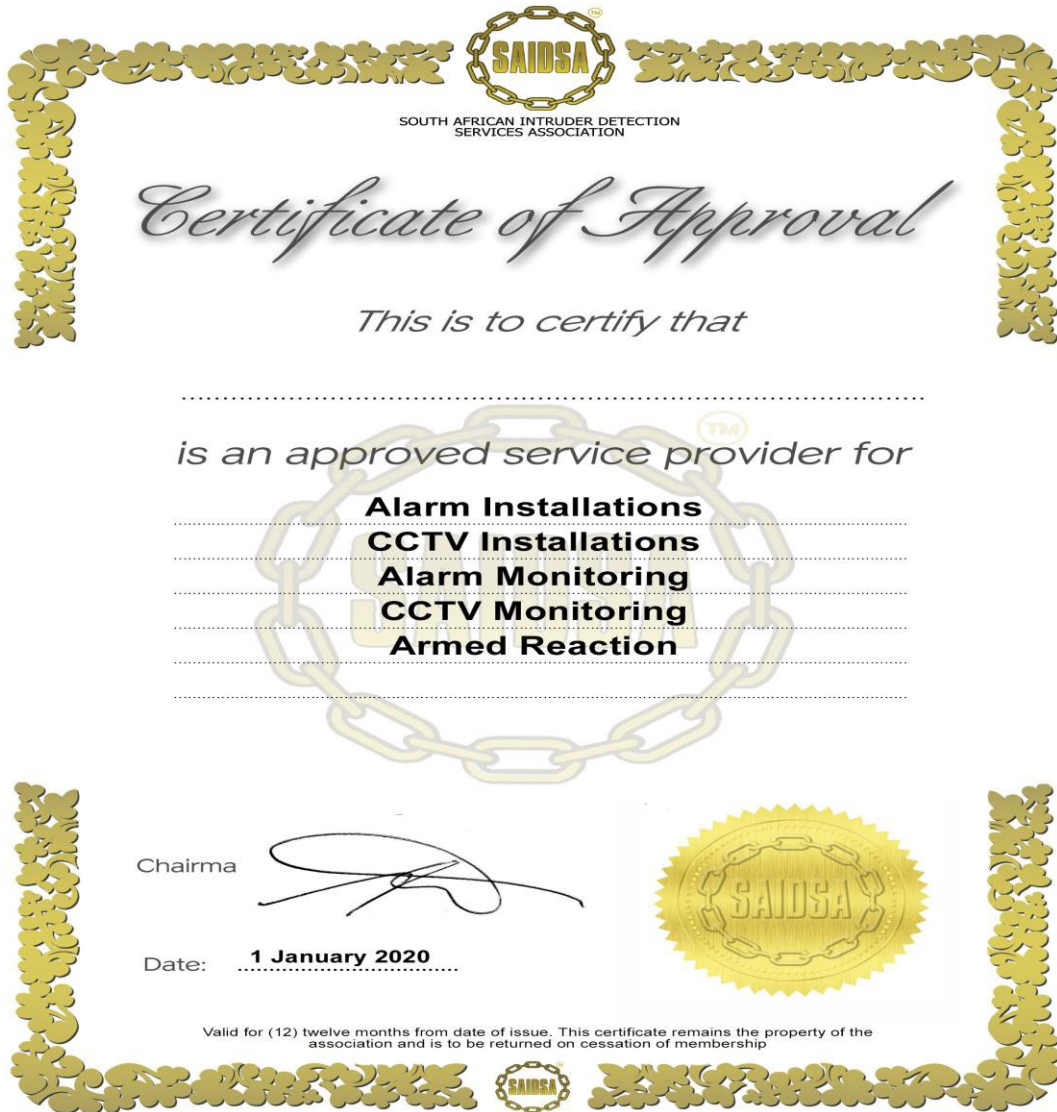 SAIDSA
TM
SOUTH AFRICAN INTRUDER DETECTION
SERVICES ASSOCIATION
Certificate of Approval
This is to certify that
TM
is an approved service provider for
SAIDSA
Alarm Installations
CCTV Installations
Alarm Monitoring
CCTV Monitoring
Armed Reaction
Chairma
SAIDSA
Date: 1 January 2020
Valid for (12) twelve months from date of issue. This certificate remains the property of the
association and is to be returned on cessation of membership
SAIDSA